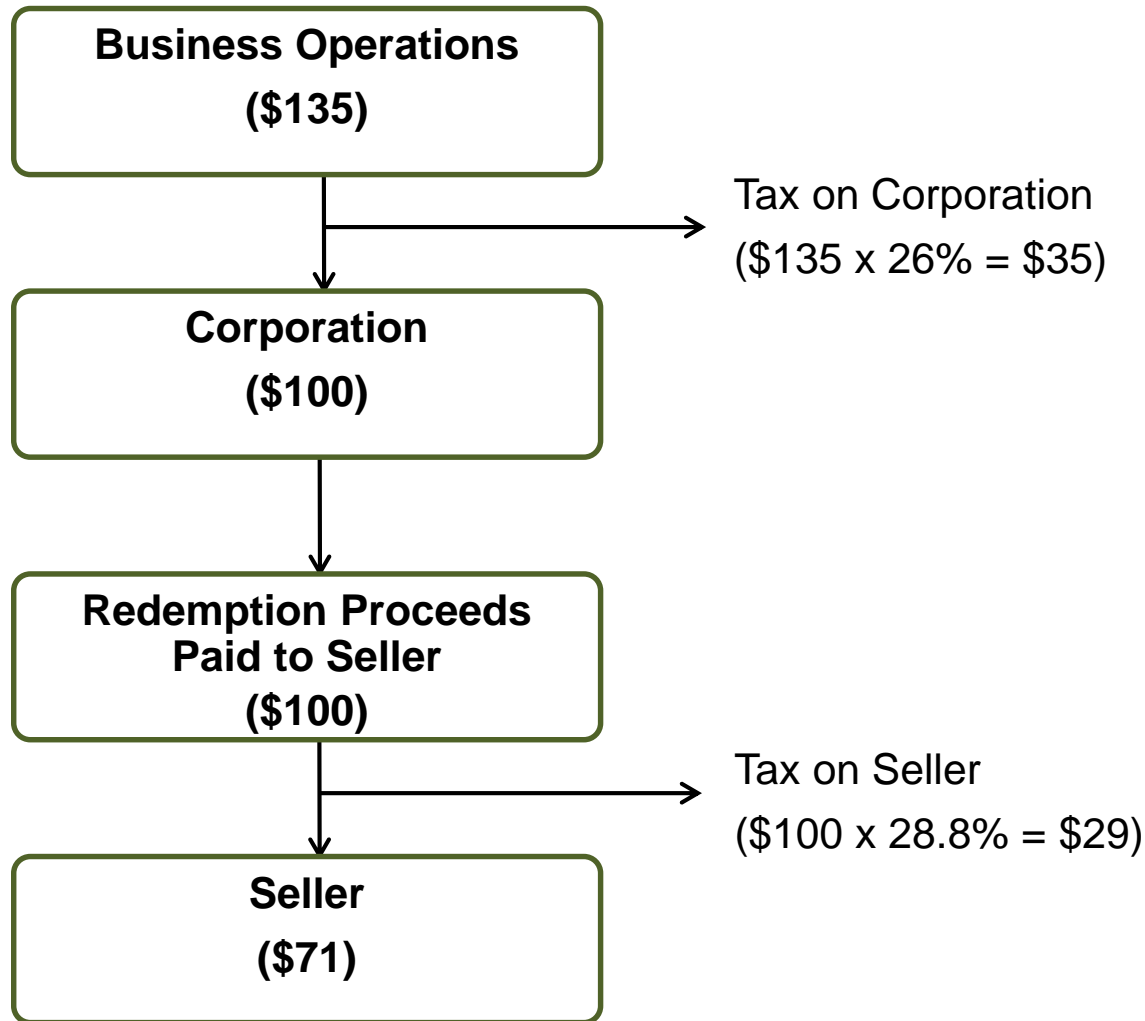 Business Operations
($135)
Tax on Corporation
($135 x 26% = $35)
Corporation
($100)
Redemption Proceeds
Paid to Seller
($100)
Tax on Seller
($100 x 28.8% = $29)
Seller
($71)